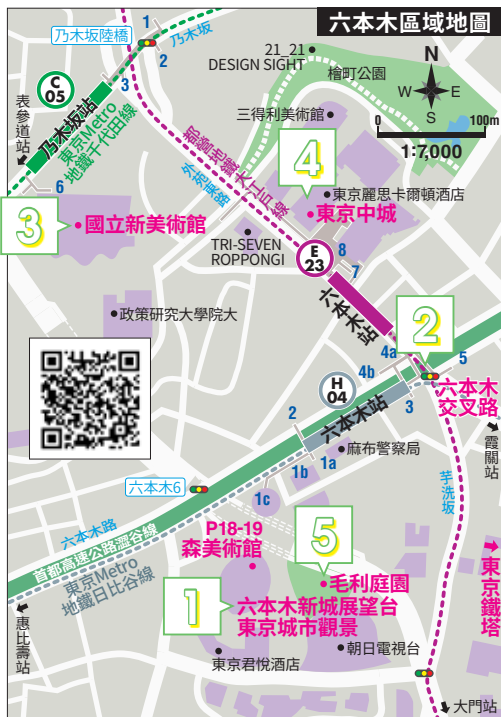 六本木區域地圖
1
乃木坂陸橋
乃木坂
2
3
C
05
表參道站
乃木坂站
東京Metro
地鐵千代田線
6
21_21
DESIGN SIGHT
檜町公園
N
W
E
S
0
100m
1:7,000
三得利美術館
都營地鐵大江戶線
外苑東路
4
東京麗思卡爾頓酒店
東京中城
3
國立新美術館
TRI-SEVEN
ROPPONGI
E
23
8
7
六本木站
政策研究大學院大
2
4a
4b
5
六本木
交叉路
H
04
3
六本木站
2
霞關站
麻布警察局
1a
1b
1c
六本木6
芋洗坂
六本木路
首都高速公路澀谷線
東京Metro
地鐵日比谷線
P18-19
森美術館
5
毛利庭園
1
六本木新城展望台
東京城市觀景
東京鐵塔
惠比壽站
東京君悅酒店
朝日電視台
大門站